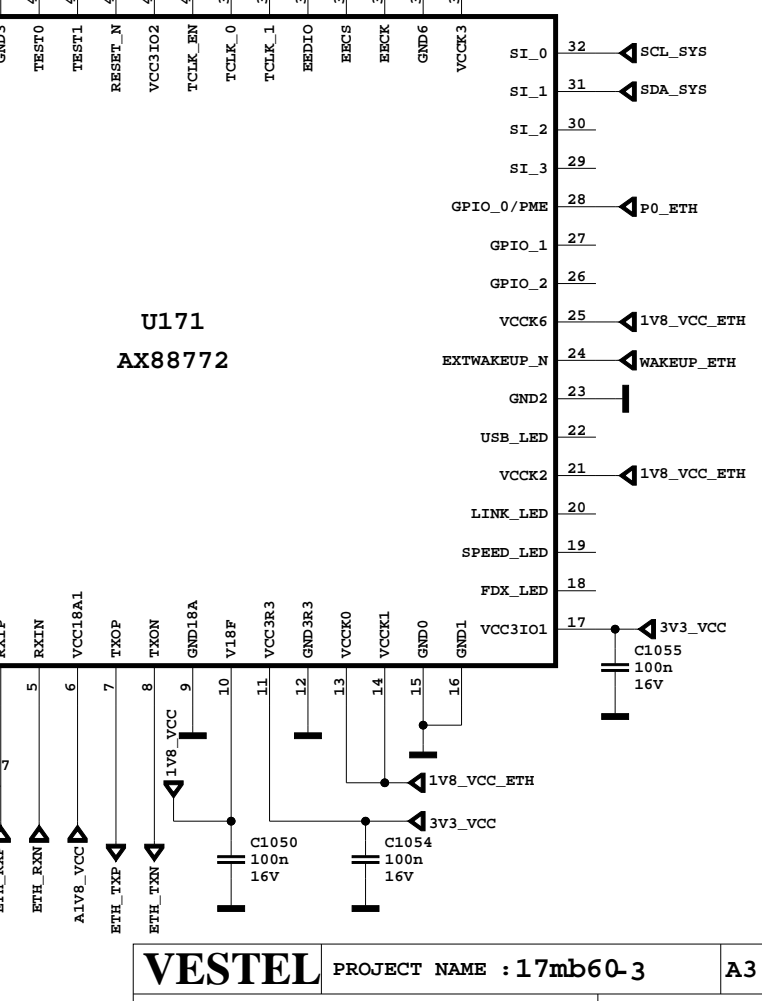 GND3
TEST0
TEST1
RESET_N
VCC3IO2
TCLK_EN
TCLK_0
TCLK_1
EEDIO
EECS
EECK
GND6
VCCK3
SI_0 32 SCL_SYS
SI_1 31 SDA_SYS
SI_2 30
SI_3 29
GPIO_0/PME 28 P0_ETH
GPIO_1 27
GPIO_2 26
U171
AX88772
VCCK6 25 1V8_VCC_ETH
EXTWAKEUP_N 24 WAKEUP_ETH
GND2 23
USB_LED 22
VCCK2 21 1V8_VCC_ETH
LINK_LED 20
SPEED_LED 19
FDX_LED 18
VCC3IO1 17 3V3_VCC
C1055
100n
16V
RXIP
RXIN
VCC18A1
TXOP
TXON
GND18A
V18F
VCC3R3
GND3R3
VCCK0
VCCK1
GND0
GND1
5
6
7
8
9
10
11
12
13
14
15
16
7
1V8_VCC
1V8_VCC_ETH
3V3_VCC
C1050
100n
16V
C1054
100n
16V
ETH_RXP
ETH_RXN
A1V8_VCC
ETH_TXP
ETH_TXN
VESTEL PROJECT NAME : 17mb60-3 A3